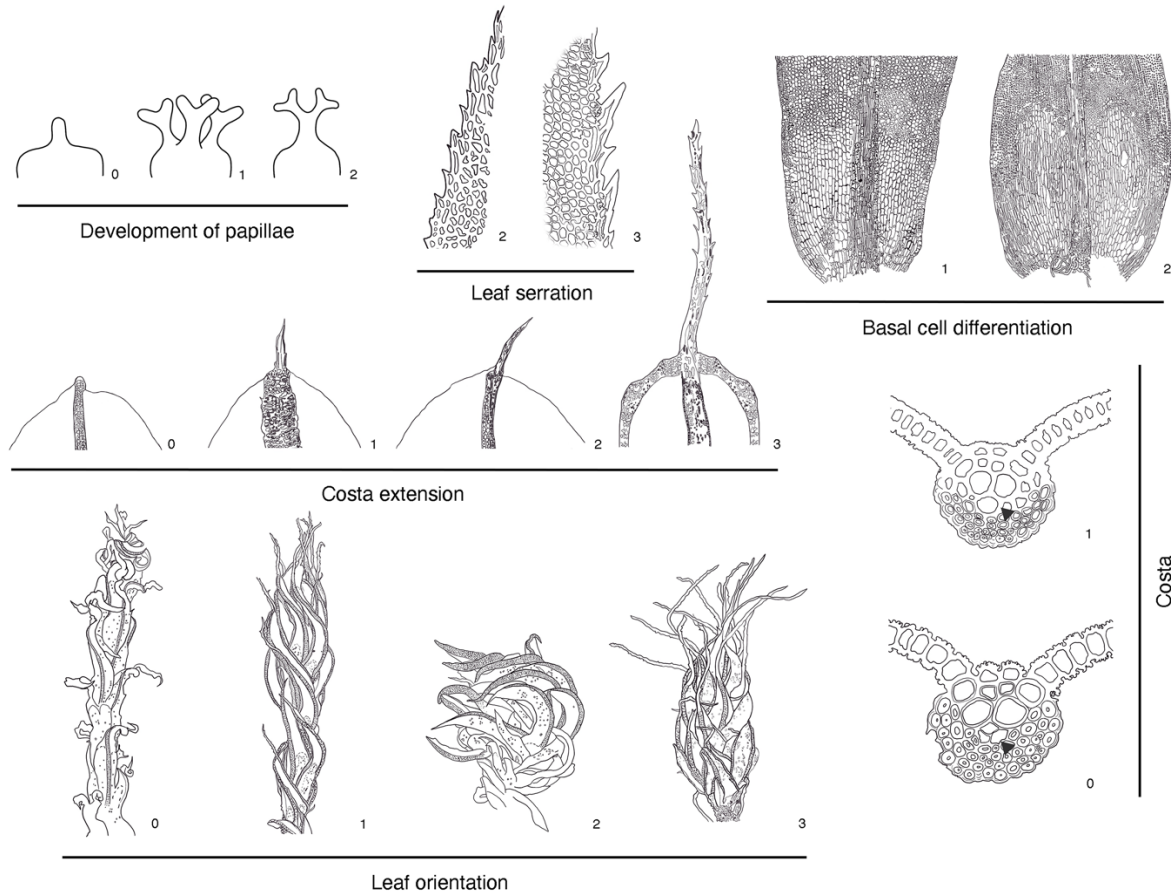 0
1
2
Development of papillae
2
3
Leaf serration
1
2
Basal cell differentiation
0
1
2
3
Costa extension
1
0
Costa
0
1
2
3
Leaf orientation